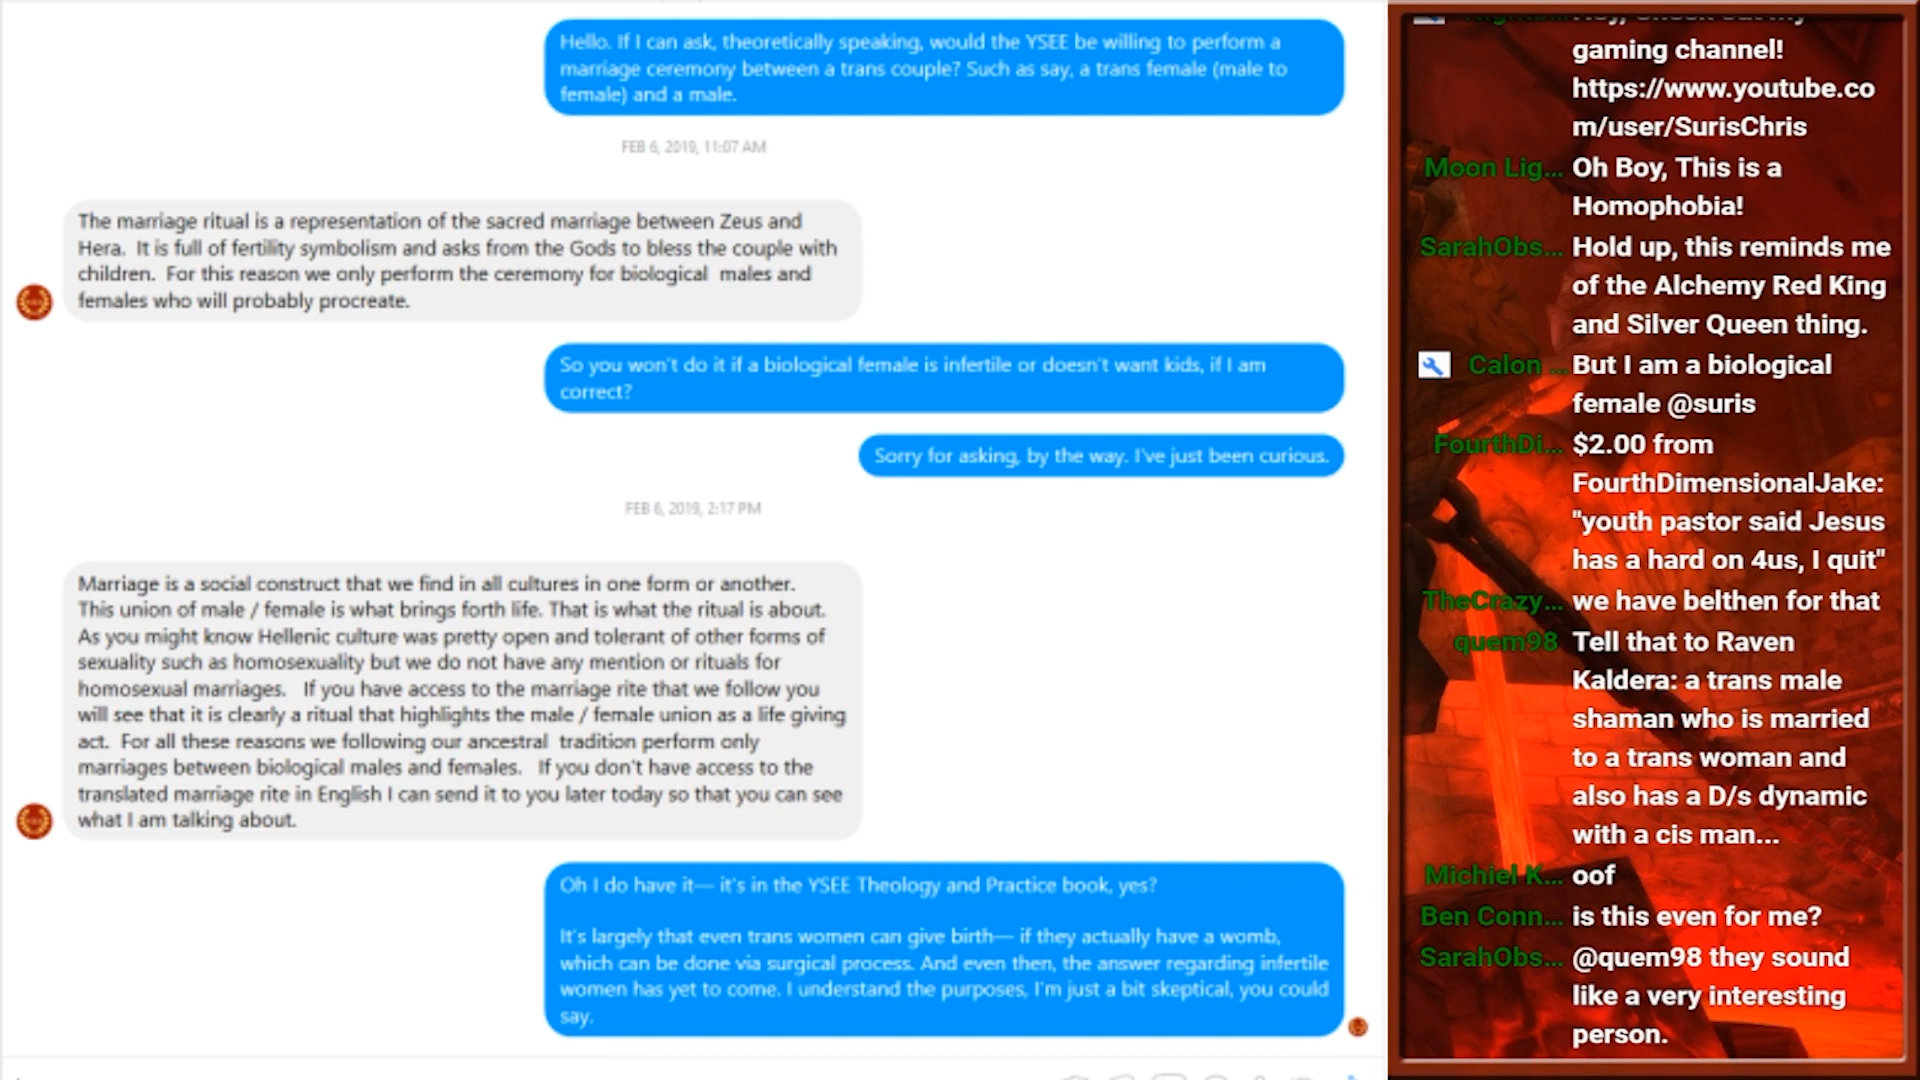 Hello. If I can ask, theoretically speaking, would the YSEE be willing to perform a
marriage ceremony between a trans couple? Such as say, a trans female (male to
female) and a male.
FEB 6, 2019, 11:07 AM
The marriage ritual is a representation of the sacred marriage between Zeus and
Hera. It is full of fertility symbolism and asks from the Gods to bless the couple with
children. For this reason we only perform the ceremony for biological males and
females who will probably procreate.
So you won't do it if a biological female is infertile or doesn't want kids, if I am
correct?
Sorry for asking, by the way. I've just been curious.
FEB 6, 2019, 2:17 PM
Marriage is a social construct that we find in all cultures in one form or another.
This union of male / female is what brings forth life. That is what the ritual is about.
As you might know Hellenic culture was pretty open and tolerant of other forms of
sexuality such as homosexuality but we do not have any mention or rituals for
homosexual marriages. If you have access to the marriage rite that we follow you
will see that it is clearly a ritual that highlights the male / female union as a life giving
act. For all these reasons we following our ancestral tradition perform only
marriages between biological males and females. If you don't have access to the
translated marriage rite in English I can send it to you later today so that you can see
what I am talking about.
Oh I do have it— it's in the YSEE Theology and Practice book, yes?
It's largely that even trans women can give birth— if they actually have a womb,
which can be done via surgical process. And even then, the answer regarding infertile
women has yet to come. I understand the purposes, I'm just a bit skeptical, you could
say.
gaming channel!
https://www.youtube.co
m/user/SurisChris
Moon Lig... Oh Boy, This is a
Homophobia!
SarahObs... Hold up, this reminds me
of the Alchemy Red King
and Silver Queen thing.
Calon ... But I am a biological
female @suris
FourthDi... $2.00 from
FourthDimensionalJake:
"youth pastor said Jesus
has a hard on 4us, I quit"
TheCrazy... we have belthen for that
quem98 Tell that to Raven
Kaldera: a trans male
shaman who is married
to a trans woman and
also has a D/s dynamic
with a cis man...
Michiel K... oof
Ben Conn... is this even for me?
SarahObs... @quem98 they sound
like a very interesting
person.